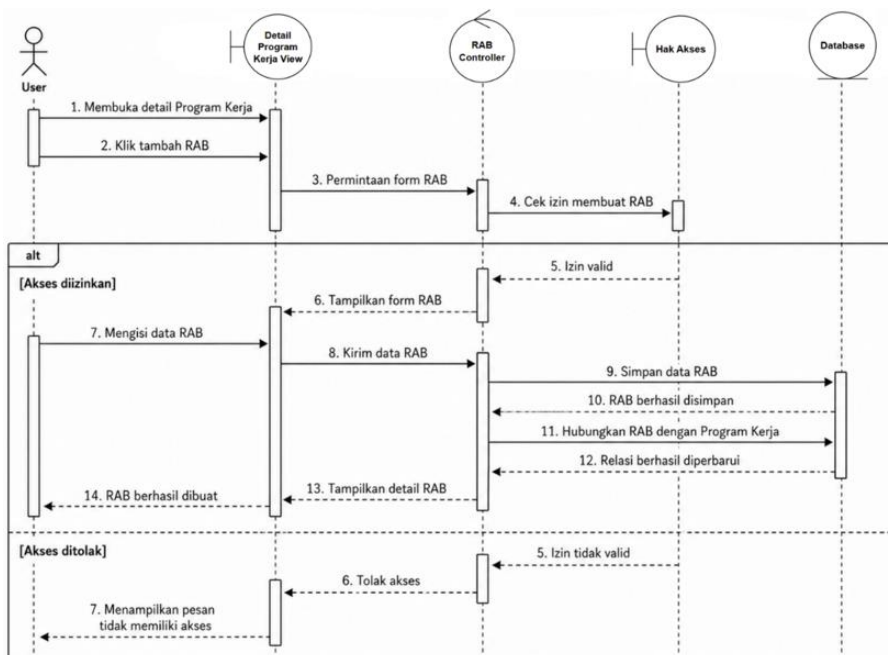 Detail
Program
Kerja View
RAB
Controller
Hak Akses
Database
User
1. Membuka detail Program Kerja
2. Klik tambah RAB
3. Permintaan form RAB
4. Cek izin membuat RAB
alt
[Akses diizinkan]
5. Izin valid
6. Tampilkan form RAB
7. Mengisi data RAB
8. Kirim data RAB
9. Simpan data RAB
10. RAB berhasil disimpan
11. Hubungkan RAB dengan Program Kerja
12. Relasi berhasil diperbarui
13. Tampilkan detail RAB
14. RAB berhasil dibuat
[Akses ditolak]
5. Izin tidak valid
6. Tolak akses
7. Menampilkan pesan
tidak memiliki akses